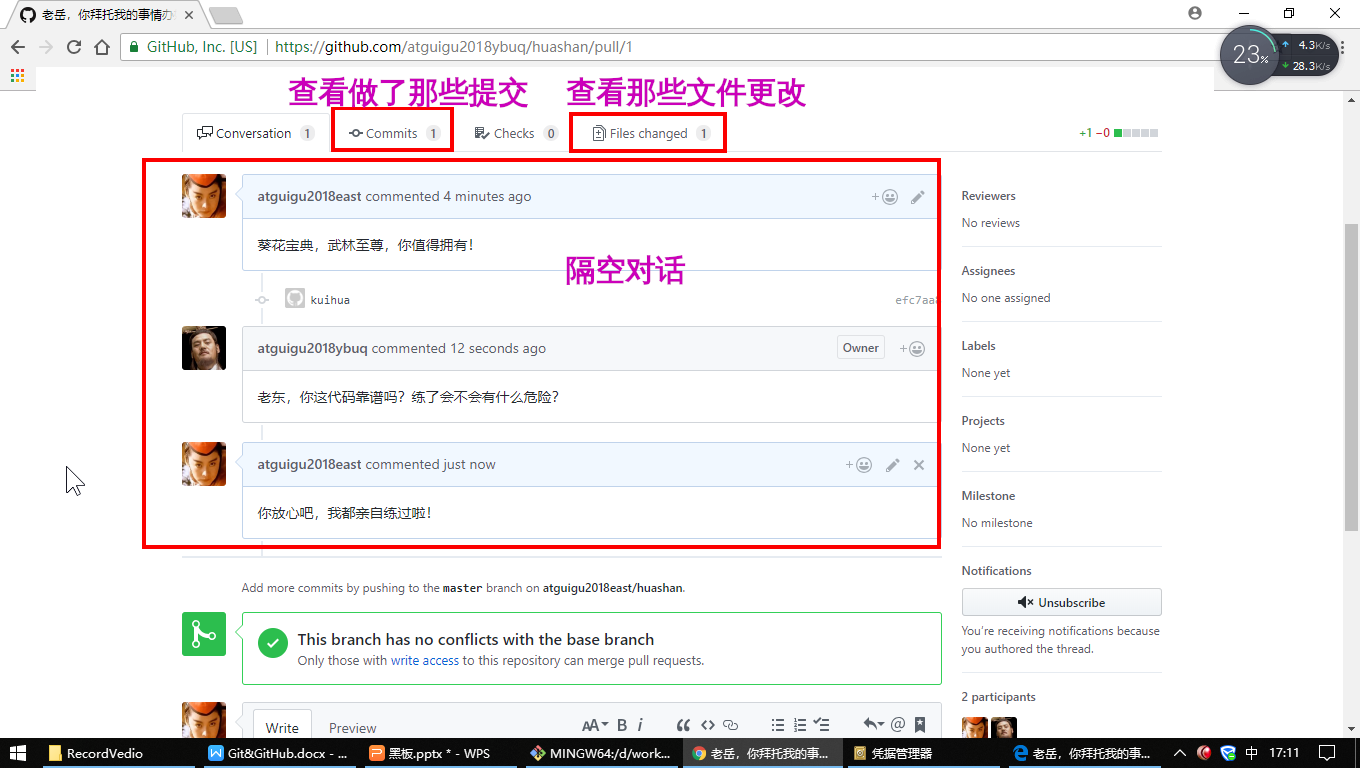 老岳，你拜托我的事情办
GitHub, Inc. [US] https://github.com/atguigu2018ybuq/huashan/pull/1
23%
4.3K/s
28.3K/s
查看做了那些提交 查看那些文件更改
Conversation 1 Commits 1 Checks 0 Files changed 1 +1 −0
atguigu2018east commented 4 minutes ago
葵花宝典，武林至尊，你值得拥有！
隔空对话
kuihua efc7aa8
atguigu2018ybuq commented 12 seconds ago Owner
老东，你这代码靠谱吗？练了会不会有什么危险？
atguigu2018east commented just now
你放心吧，我都亲自练过啦！
Reviewers
No reviews
Assignees
No one assigned
Labels
None yet
Projects
None yet
Milestone
No milestone
Notifications
Unsubscribe
You're receiving notifications because
you authored the thread.
2 participants
Add more commits by pushing to the master branch on atguigu2018east/huashan.
This branch has no conflicts with the base branch
Only those with write access to this repository can merge pull requests.
Write Preview AA B i
RecordVedio Git&GitHub.docx - ... 黑板.pptx * - WPS MINGW64:/d/work... 老岳，你拜托我的事... 凭据管理器 老岳，你拜托我的事... 中 17:11